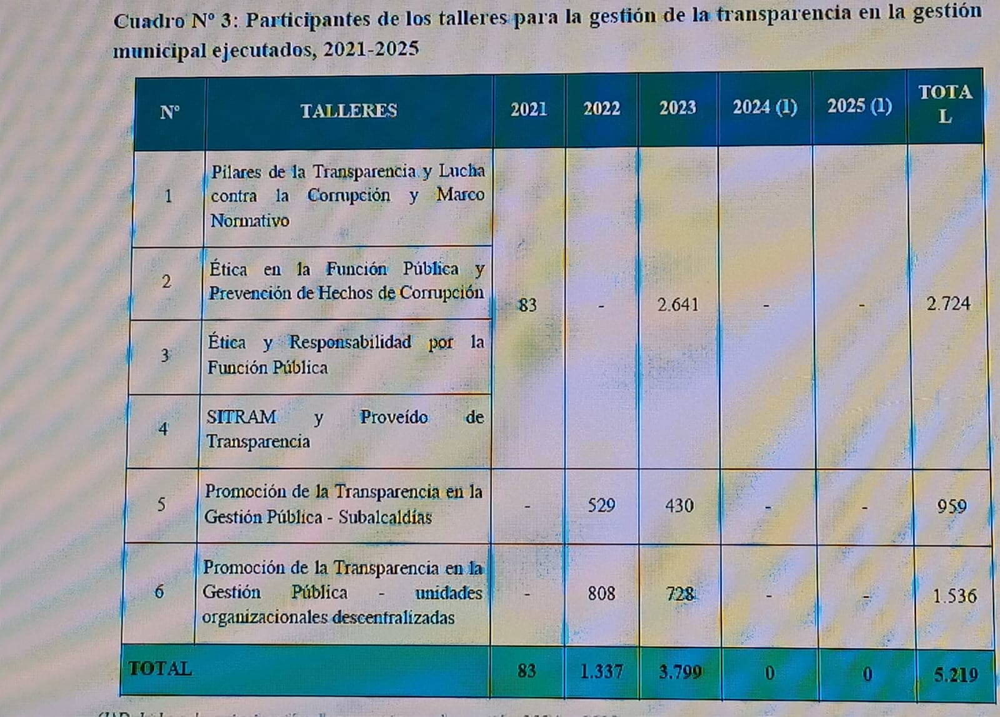 Cuadro Nº 3: Participantes de los talleres para la gestión de la transparencia en la gestión
municipal ejecutados, 2021-2025
Nº TALLERES 2021 2022 2023 2024 (1) 2025 (1) TOTA
L
1 Pilares de la Transparencia y Lucha
contra la Corrupción y Marco
Normativo
2 Ética en la Función Pública y
Prevención de Hechos de Corrupción
83 - 2.641 - - 2.724
3 Ética y Responsabilidad por la
Función Pública
4 SITRAM y Proveído de
Transparencia
5 Promoción de la Transparencia en la
Gestión Pública - Subalcaldías
- 529 430 - - 959
6 Promoción de la Transparencia en la
Gestión Pública - unidades
organizacionales descentralizadas
- 808 728 - - 1.536
TOTAL 83 1.337 3.799 0 0 5.219